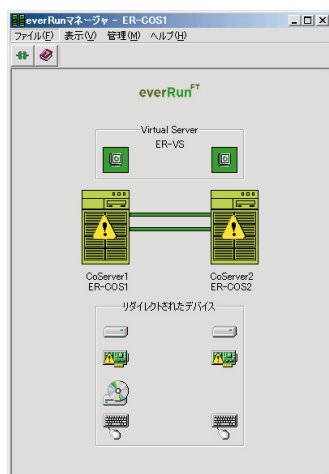 everRunマネージャ - ER-COS1
ファイル(F) 表示(V) 管理(M) ヘルプ(H)
everRunFT
Virtual Server
ER-VS
CoServer1 CoServer2
ER-COS1 ER-COS2
リダイレクトされたデバイス